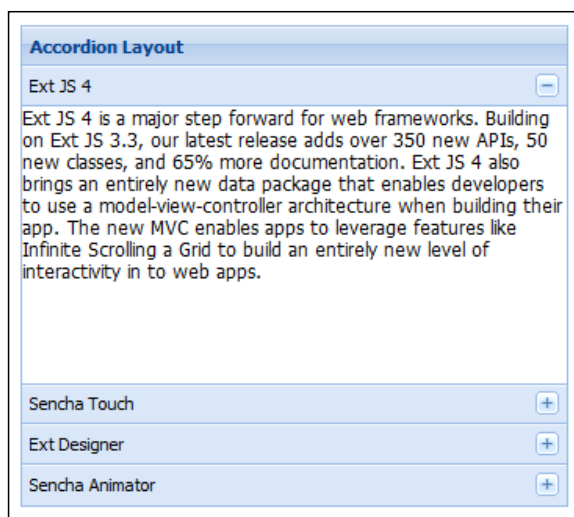 Accordion Layout
Ext JS 4
Ext JS 4 is a major step forward for web frameworks. Building
on Ext JS 3.3, our latest release adds over 350 new APIs, 50
new classes, and 65% more documentation. Ext JS 4 also
brings an entirely new data package that enables developers
to use a model-view-controller architecture when building their
app. The new MVC enables apps to leverage features like
Infinite Scrolling a Grid to build an entirely new level of
interactivity in to web apps.
Sencha Touch
Ext Designer
Sencha Animator